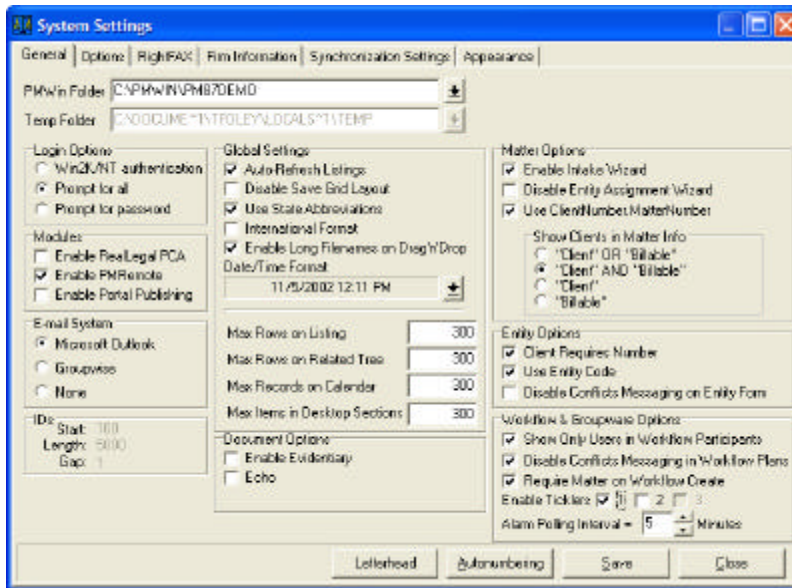 System Settings
General Options RightFAX Firm Information Synchronization Settings Appearance
PMWin Folder C:\PMWIN\PM87DEMO
Temp Folder C:\DOCUME~1\TFOLEY\LOCALS~1\TEMP
Login Options
Win2K/NT authentication
Prompt for all
Prompt for password
Modules
Enable RealLegal PCA
Enable PMRemote
Enable Portal Publishing
E-mail System
Microsoft Outlook
Groupwise
None
IDs
Start: 100
Length: 5000
Gap: 1
Global Settings
Auto-Refresh Listings
Disable Save Grid Layout
Use State Abbreviations
International Format
Enable Long Filenames on Drag'n'Drop
Date/Time Format
11/5/2002 12:11 PM
Max Rows on Listing 300
Max Rows on Related Tree 300
Max Records on Calendar 300
Max Items in Desktop Sections 300
Document Options
Enable Evidentiary
Echo
Matter Options
Enable Intake Wizard
Disable Entity Assignment Wizard
Use ClientNumber.MatterNumber
Show Clients in Matter Info
"Client" OR "Billable"
"Client" AND "Billable"
"Client"
"Billable"
Entity Options
Client Requires Number
Use Entity Code
Disable Conflicts Messaging on Entity Form
Workflow & Groupware Options
Show Only Users in Workflow Participants
Disable Conflicts Messaging in Workflow Plans
Require Matter on Workflow Create
Enable Ticklers 1 2 3
Alarm Polling Interval = 5 Minutes
Letterhead Autonumbering Save Close